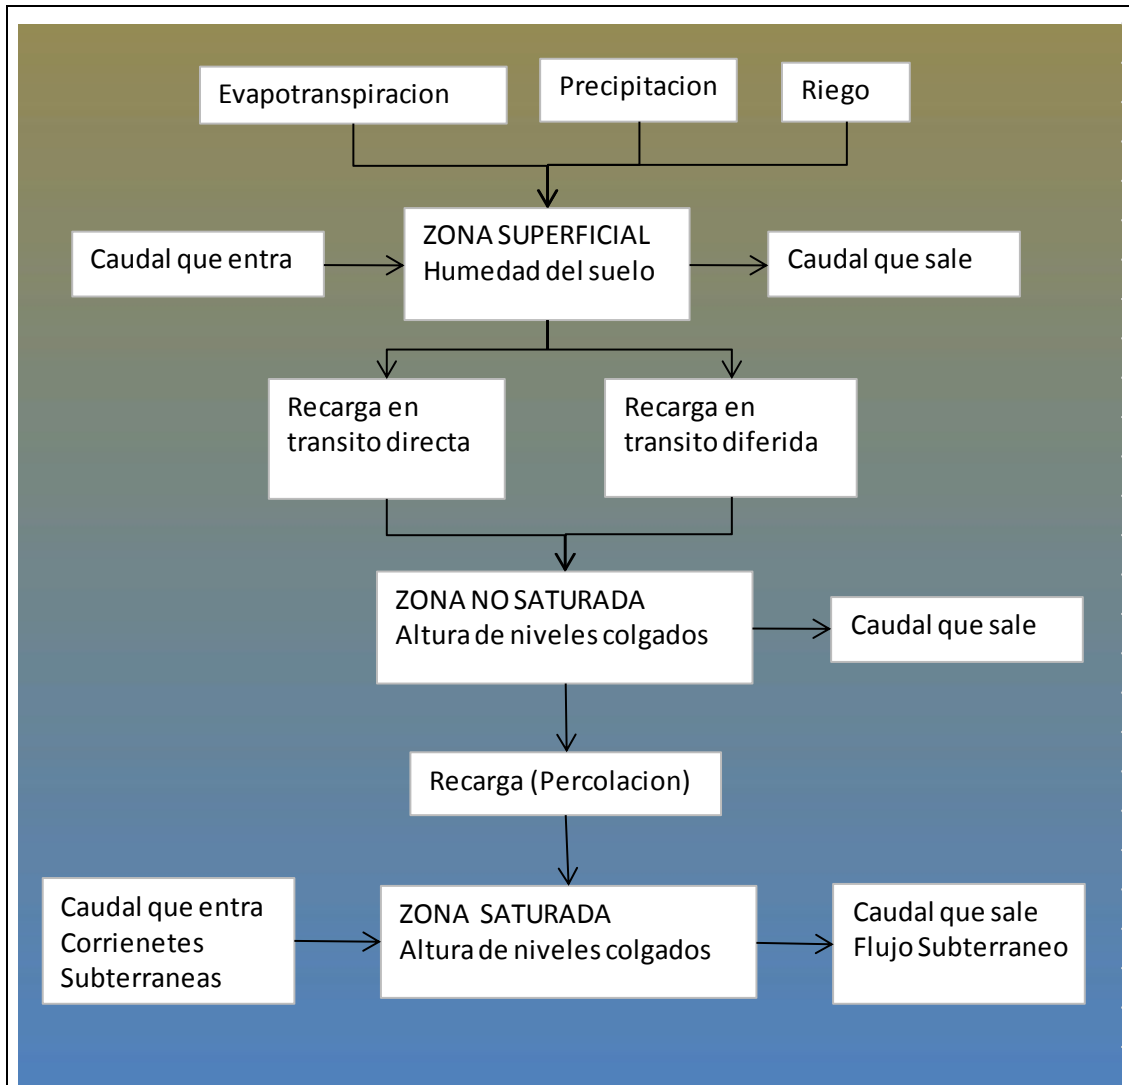 Evapotranspiracion
Precipitacion
Riego
Caudal que entra
ZONA SUPERFICIAL
Humedad del suelo
Caudal que sale
Recarga en
transito directa
Recarga en
transito diferida
ZONA NO SATURADA
Altura de niveles colgados
Caudal que sale
Recarga (Percolacion)
Caudal que entra
Corrienetes
Subterraneas
ZONA SATURADA
Altura de niveles colgados
Caudal que sale
Flujo Subterraneo